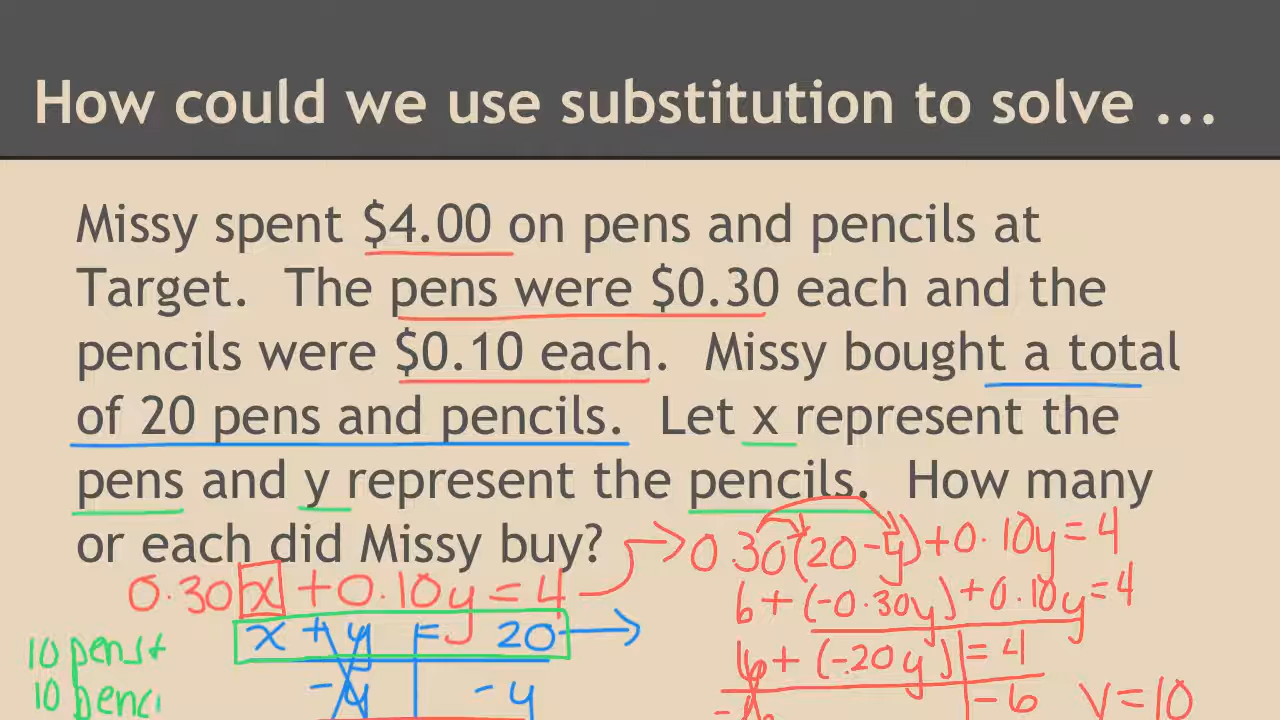 How could we use substitution to solve ...
Missy spent $4.00 on pens and pencils at
Target. The pens were $0.30 each and the
pencils were $0.10 each. Missy bought a total
of 20 pens and pencils. Let x represent the
pens and y represent the pencils. How many
or each did Missy buy?
0.30x + 0.10y = 4
x + y = 20
-y -y
10 pens +
10 penci
0.30(20-y) + 0.10y = 4
6 + (-0.30y) + 0.10y = 4
6 + (-.20y) = 4
-6 -6
y = 10